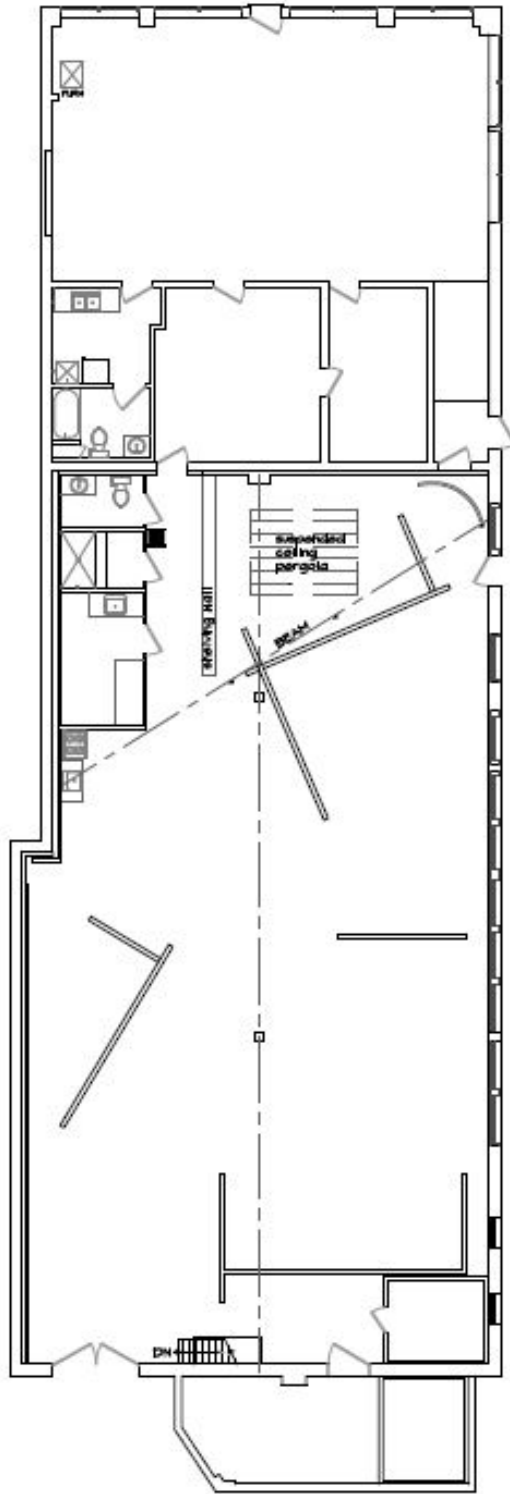 FURN
suspended
ceiling
pergola
shelving wall
BEAM
DN